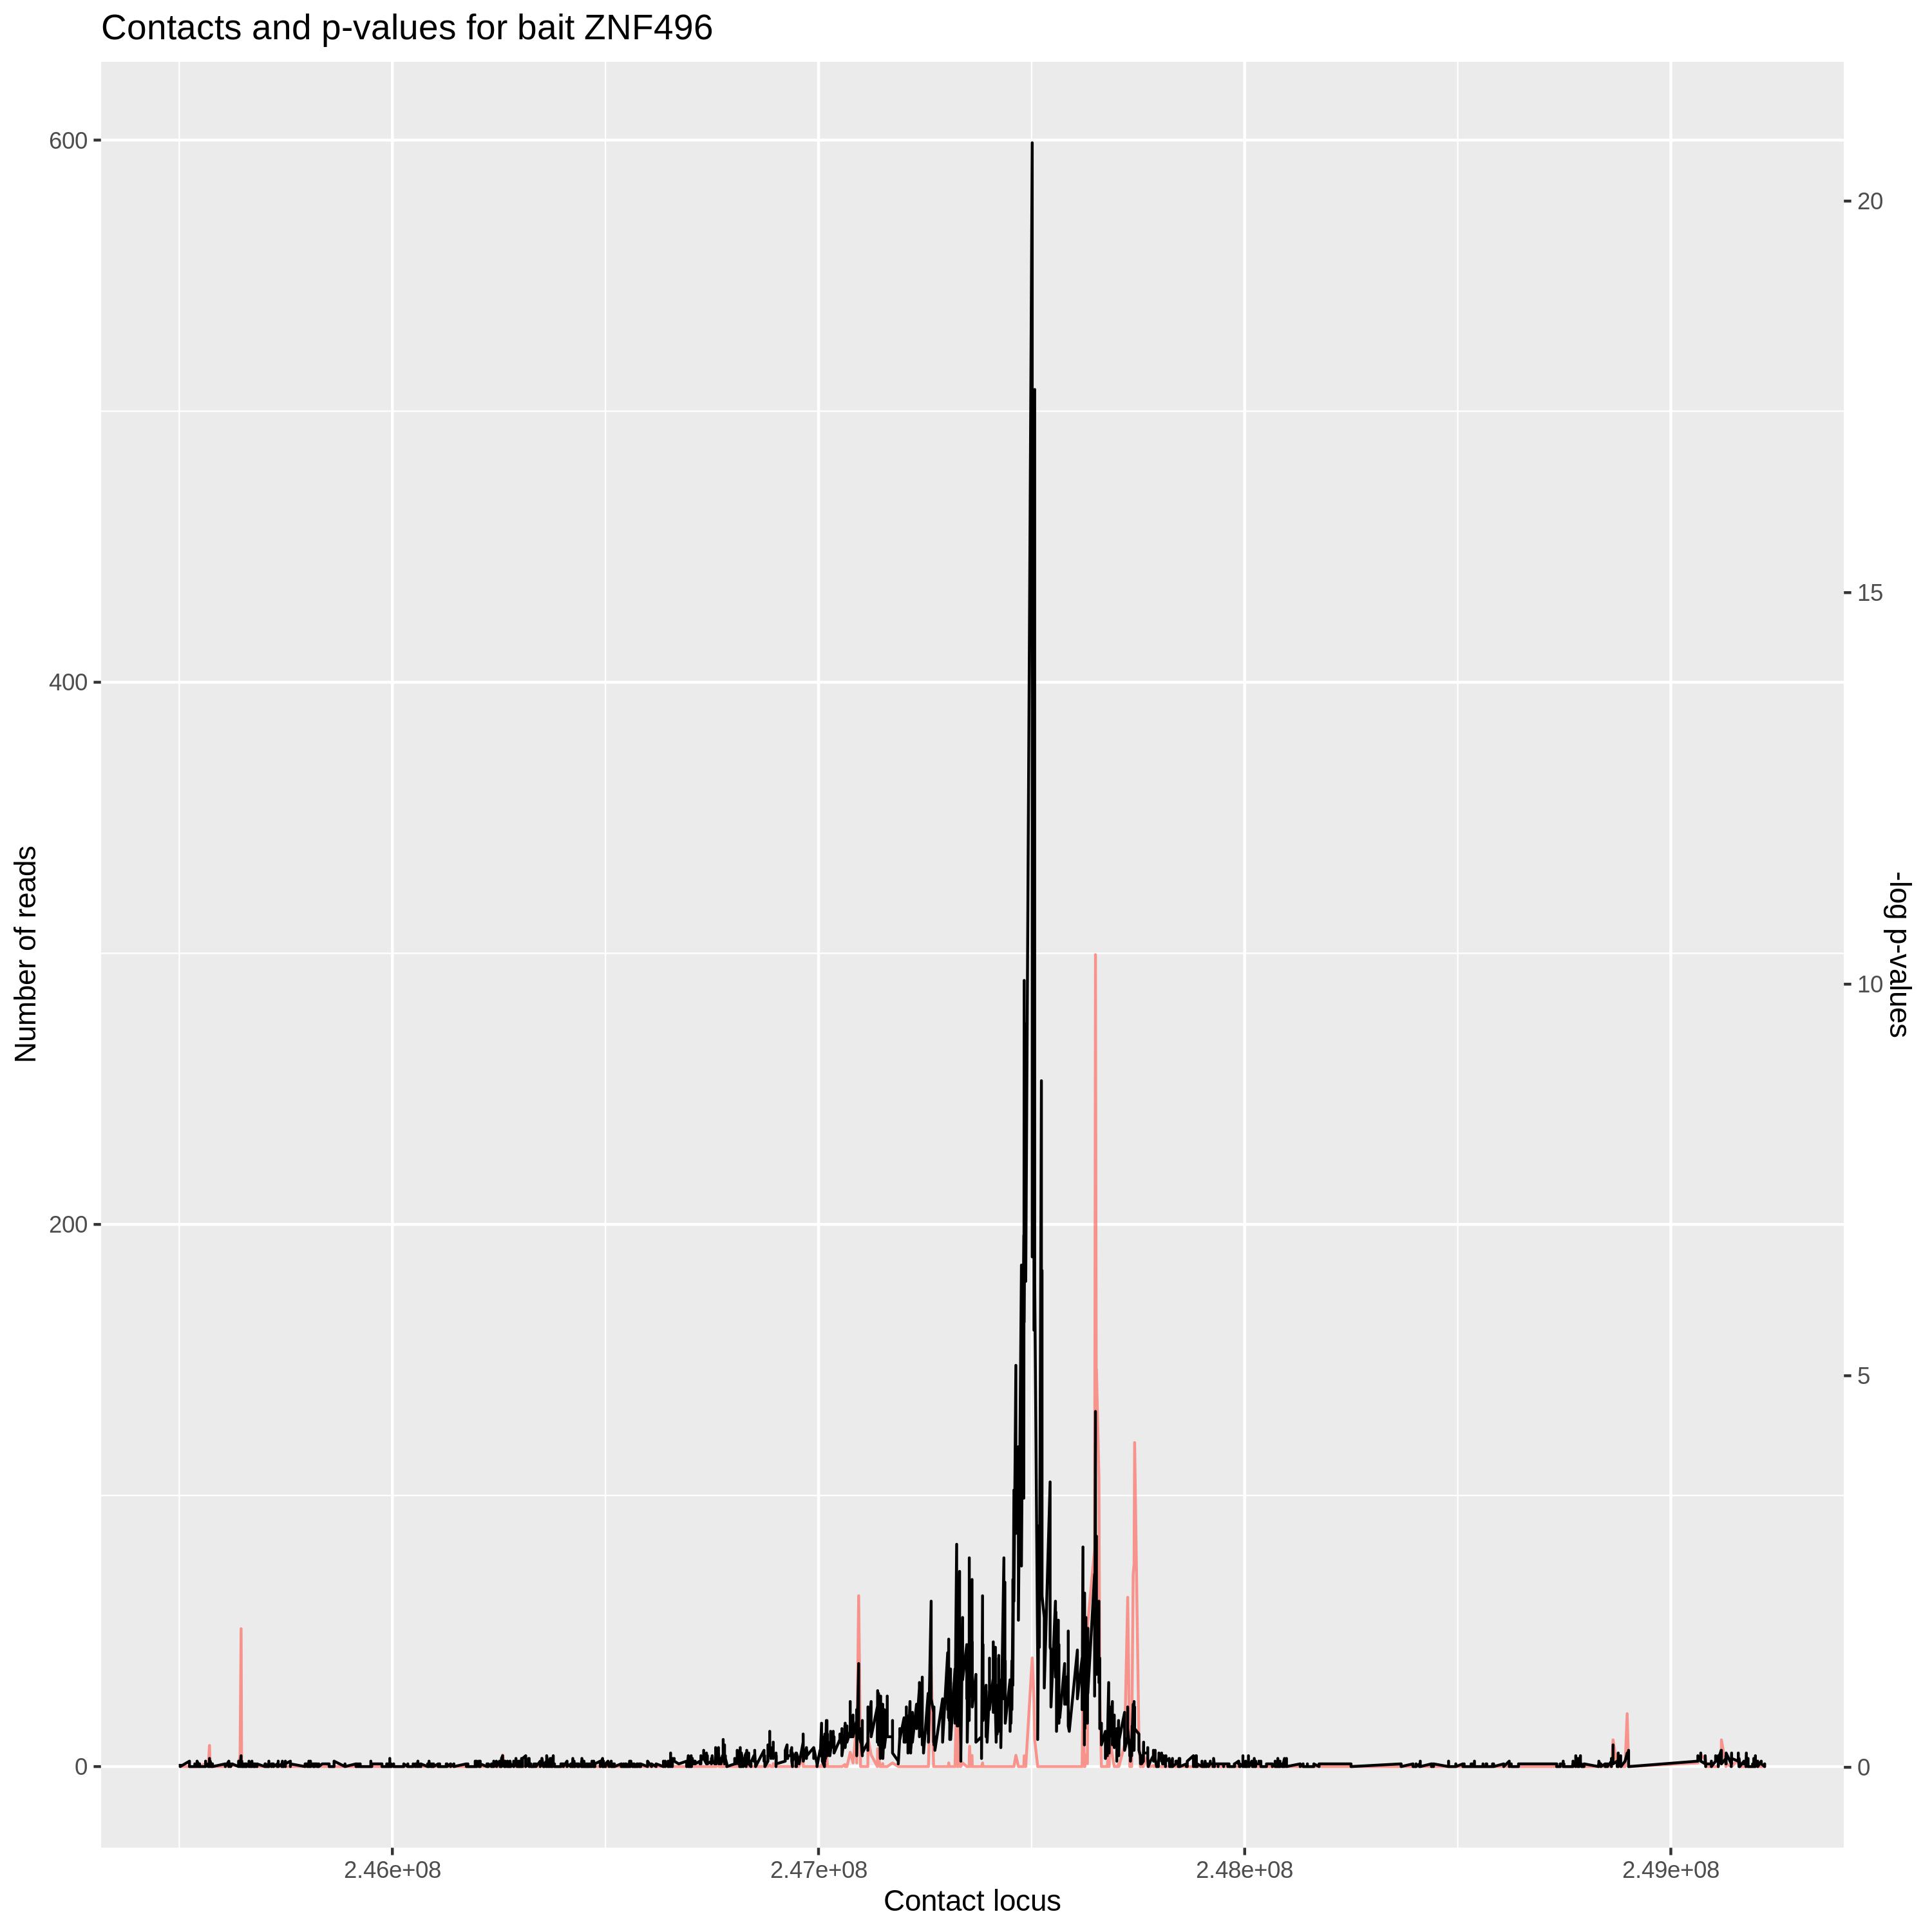 Contacts and p-values for bait ZNF496
600
400
200
0
Number of reads
20
15
10
5
0
-log p-values
2.46e+08 2.47e+08 2.48e+08 2.49e+08
Contact locus